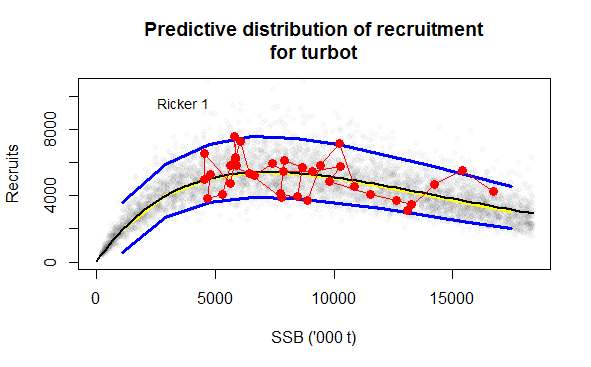 Predictive distribution of recruitment
for turbot
Ricker 1
Recruits
0
4000
8000
0
5000
10000
15000
SSB ('000 t)